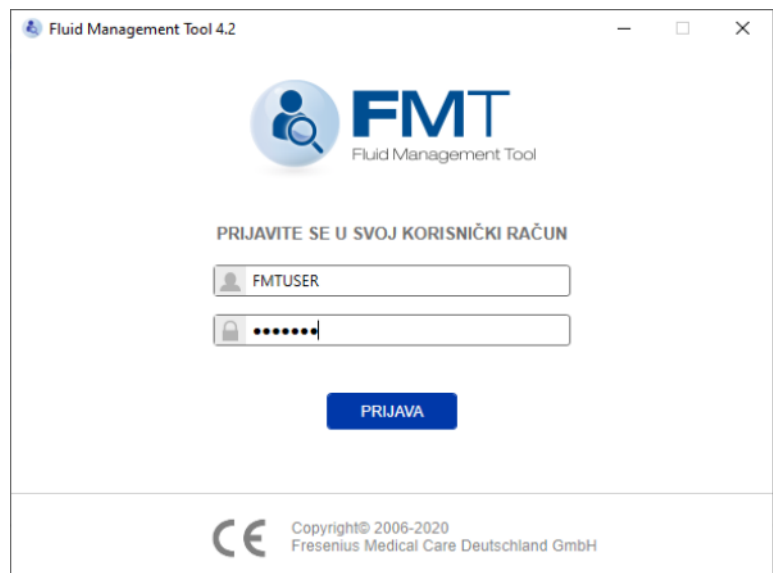 Fluid Management Tool 4.2
FMT
Fluid Management Tool
PRIJAVITE SE U SVOJ KORISNIČKI RAČUN
FMTUSER
•••••••
PRIJAVA
CE
Copyright© 2006-2020
Fresenius Medical Care Deutschland GmbH